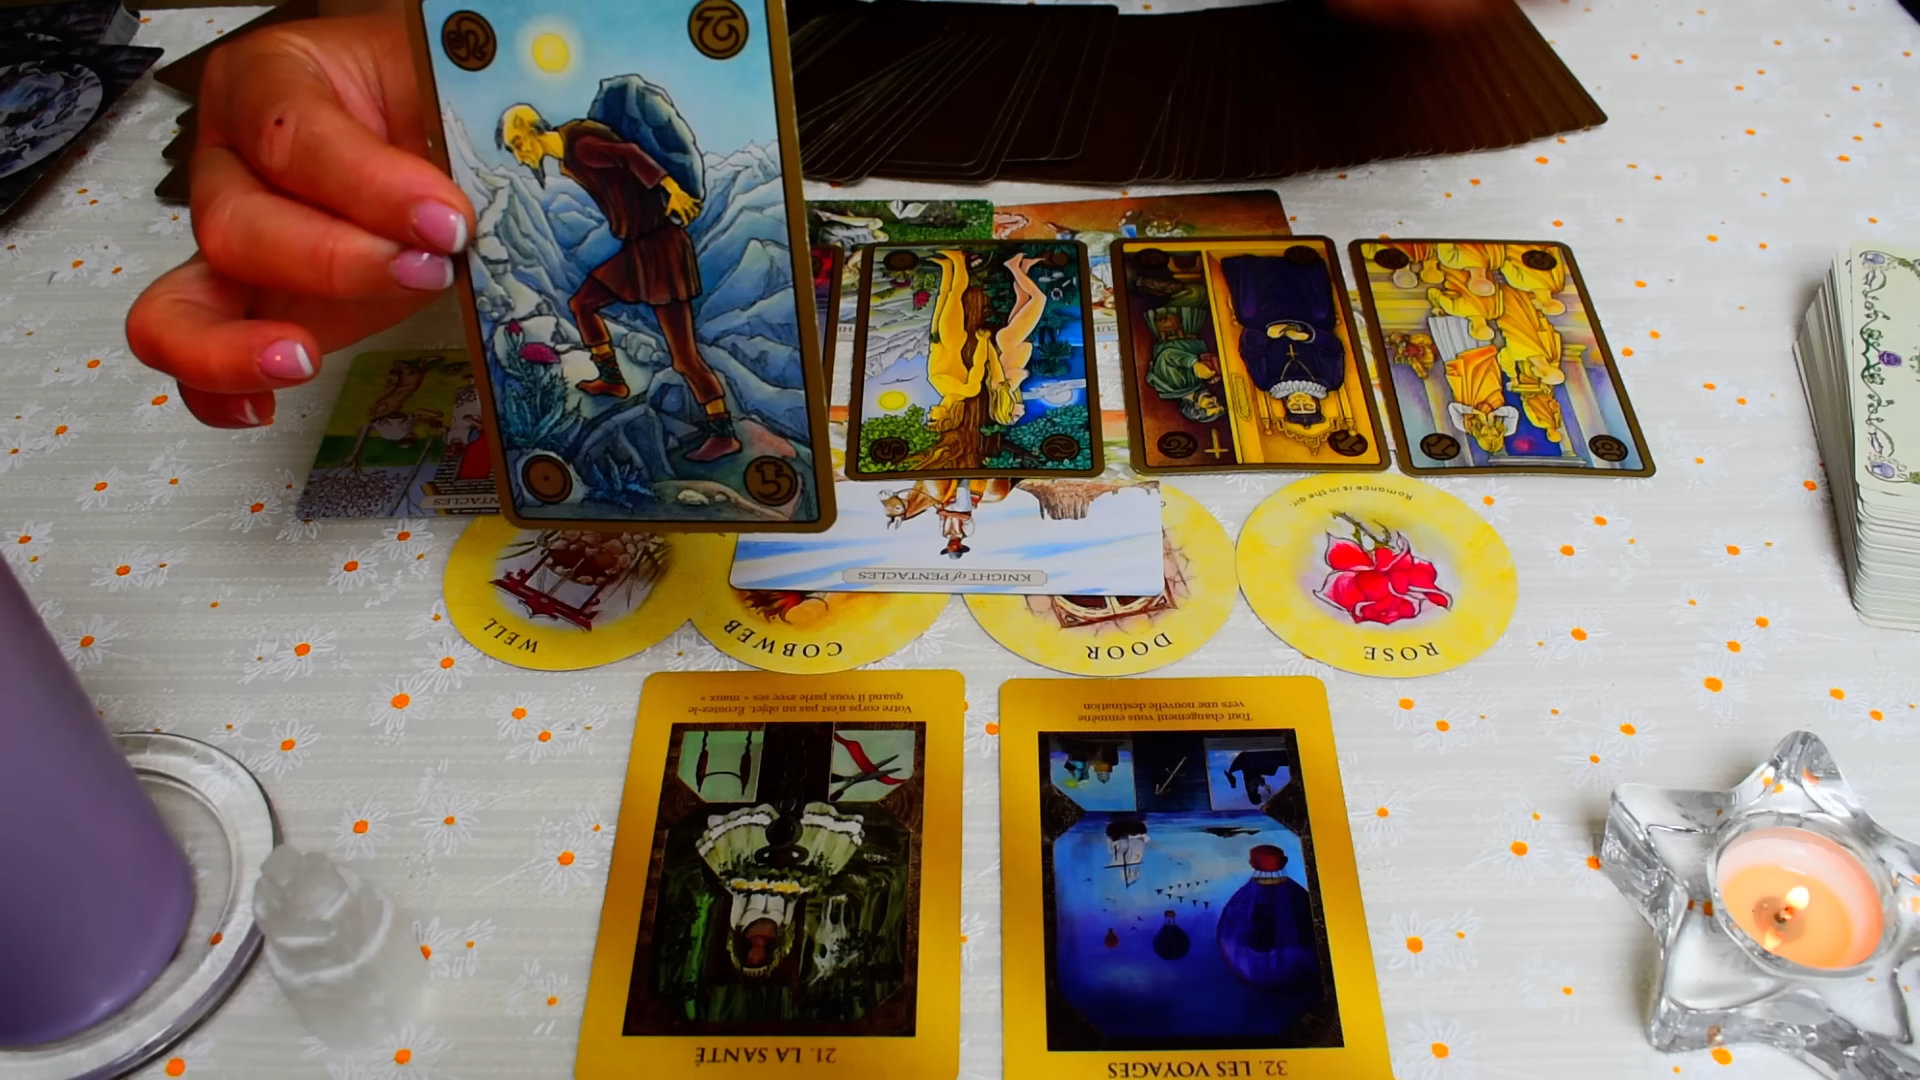 PENTACLES
Romance is in the air.
KNIGHT of PENTACLES
WELL
COBWEB
DOOR
ROSE
Votre corps n'est pas un objet. Écoutez-le
quand il vous parle avec ses « maux »
Tout changement vous emmène
vers une nouvelle destination
21. LA SANTÉ
32. LES VOYAGES